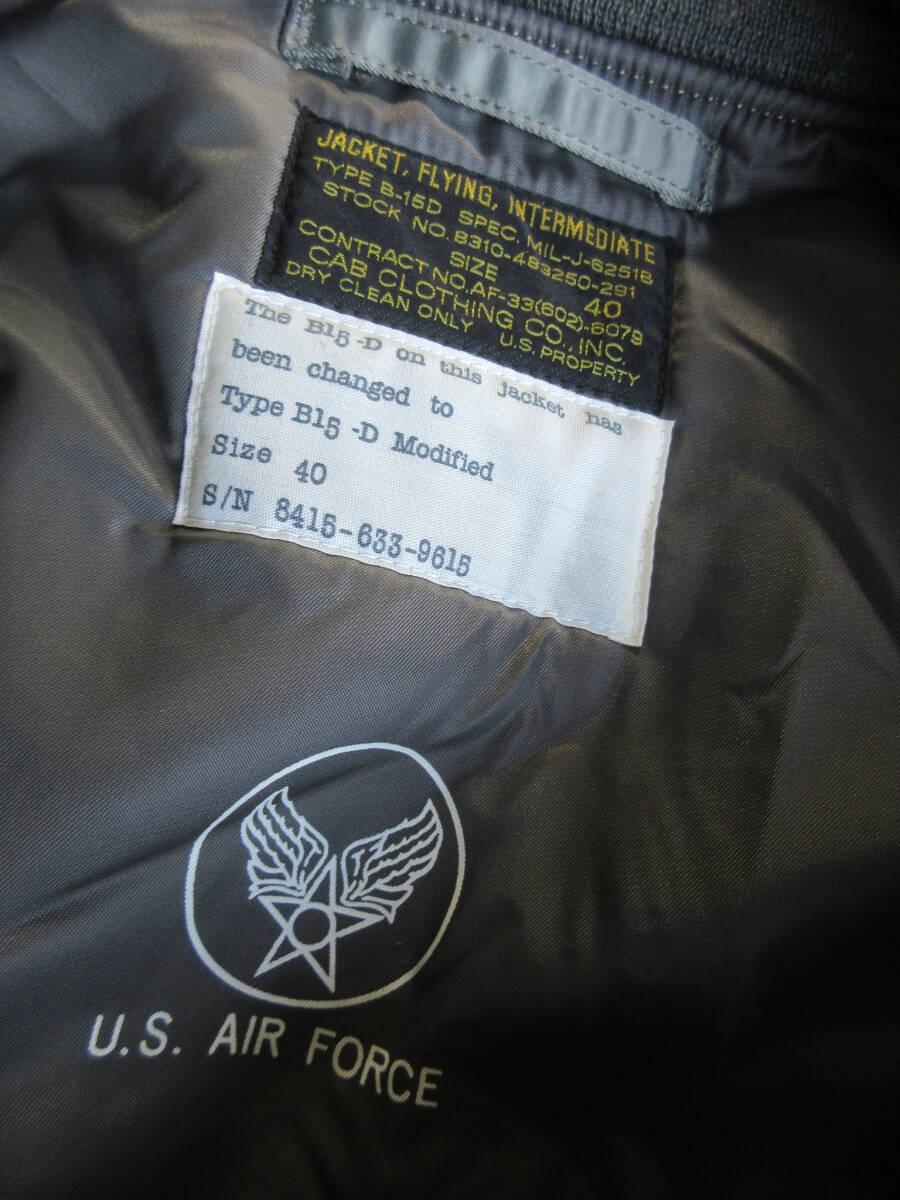 JACKET, FLYING, INTERMEDIATE
TYPE B-15D SPEC. MIL-J-6251B
STOCK NO. 8310-483250-291
SIZE 40
CONTRACT NO. AF-33(602)-6079
CAB CLOTHING CO., INC.
DRY CLEAN ONLY U.S. PROPERTY
The B15 -D on this jacket has
been changed to
Type B15 -D Modified
Size 40
S/N 8415-633-9615
U.S. AIR FORCE